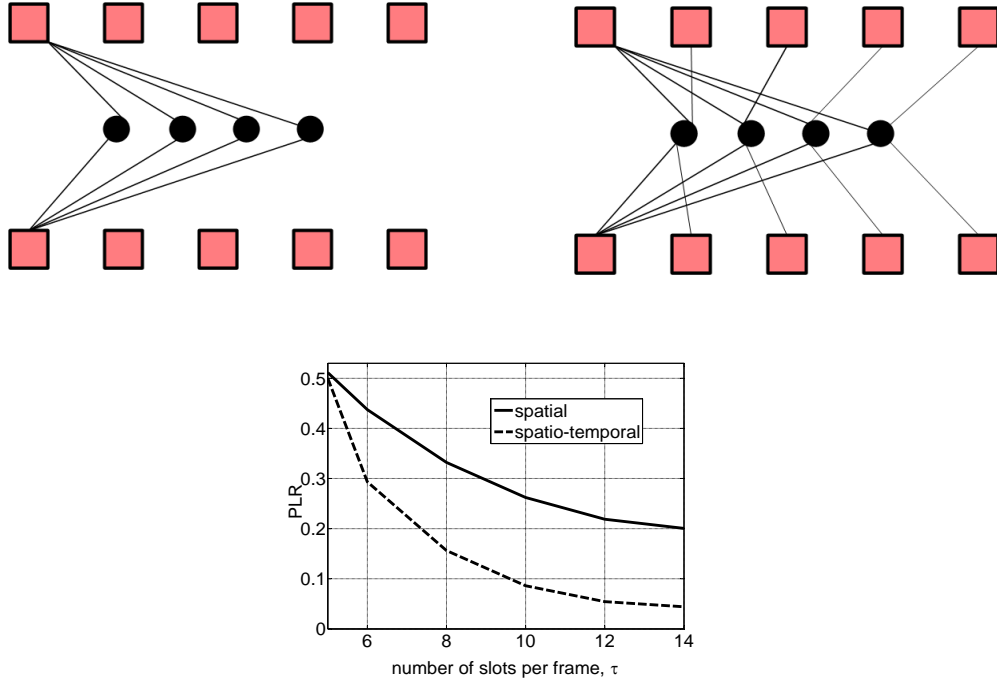 0.5
0.4
0.3
0.2
0.1
0
PLR
spatial
spatio-temporal
6 8 10 12 14
number of slots per frame, τ